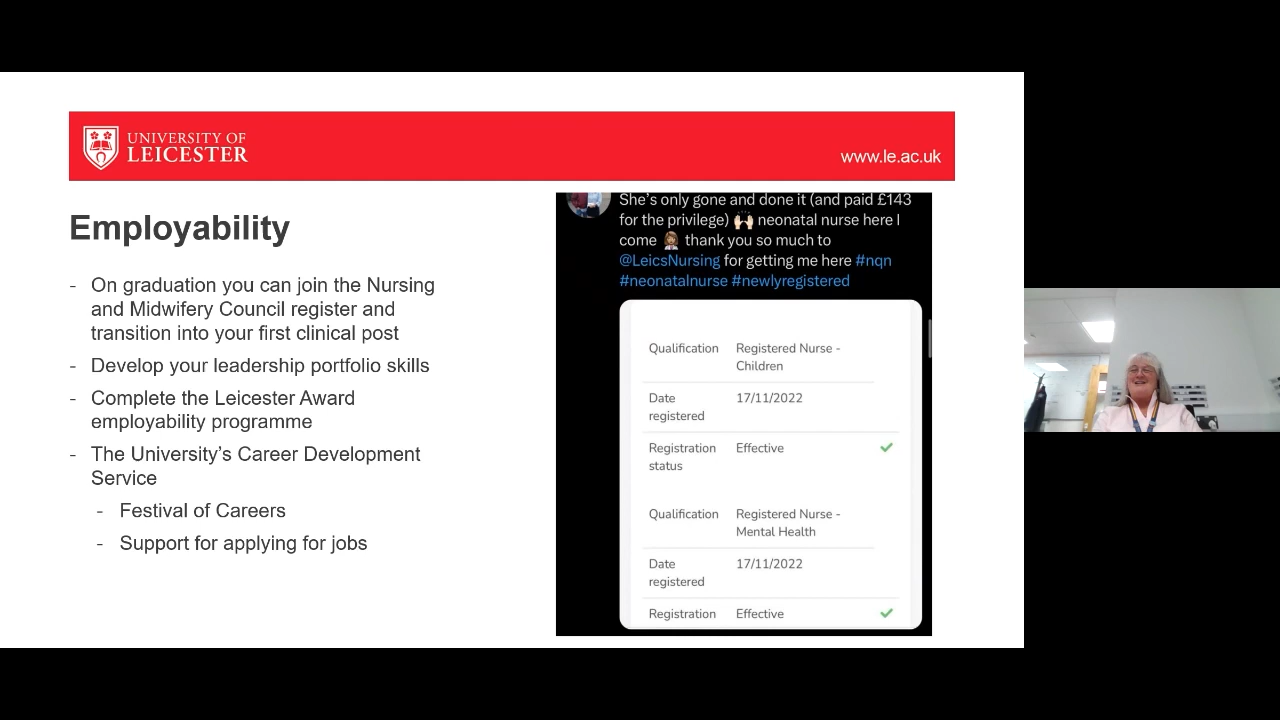 UNIVERSITY OF
LEICESTER
www.le.ac.uk
Employability
- On graduation you can join the Nursing
and Midwifery Council register and
transition into your first clinical post
- Develop your leadership portfolio skills
- Complete the Leicester Award
employability programme
- The University’s Career Development
Service
- Festival of Careers
- Support for applying for jobs
She’s only gone and done it (and paid £143
for the privilege) 🙌🏻 neonatal nurse here I
come 👩🏽‍⚕️ thank you so much to
@LeicsNursing for getting me here #nqn
#neonatalnurse #newlyregistered
Qualification Registered Nurse -
Children
Date 17/11/2022
registered
Registration Effective
status
Qualification Registered Nurse -
Mental Health
Date 17/11/2022
registered
Registration Effective